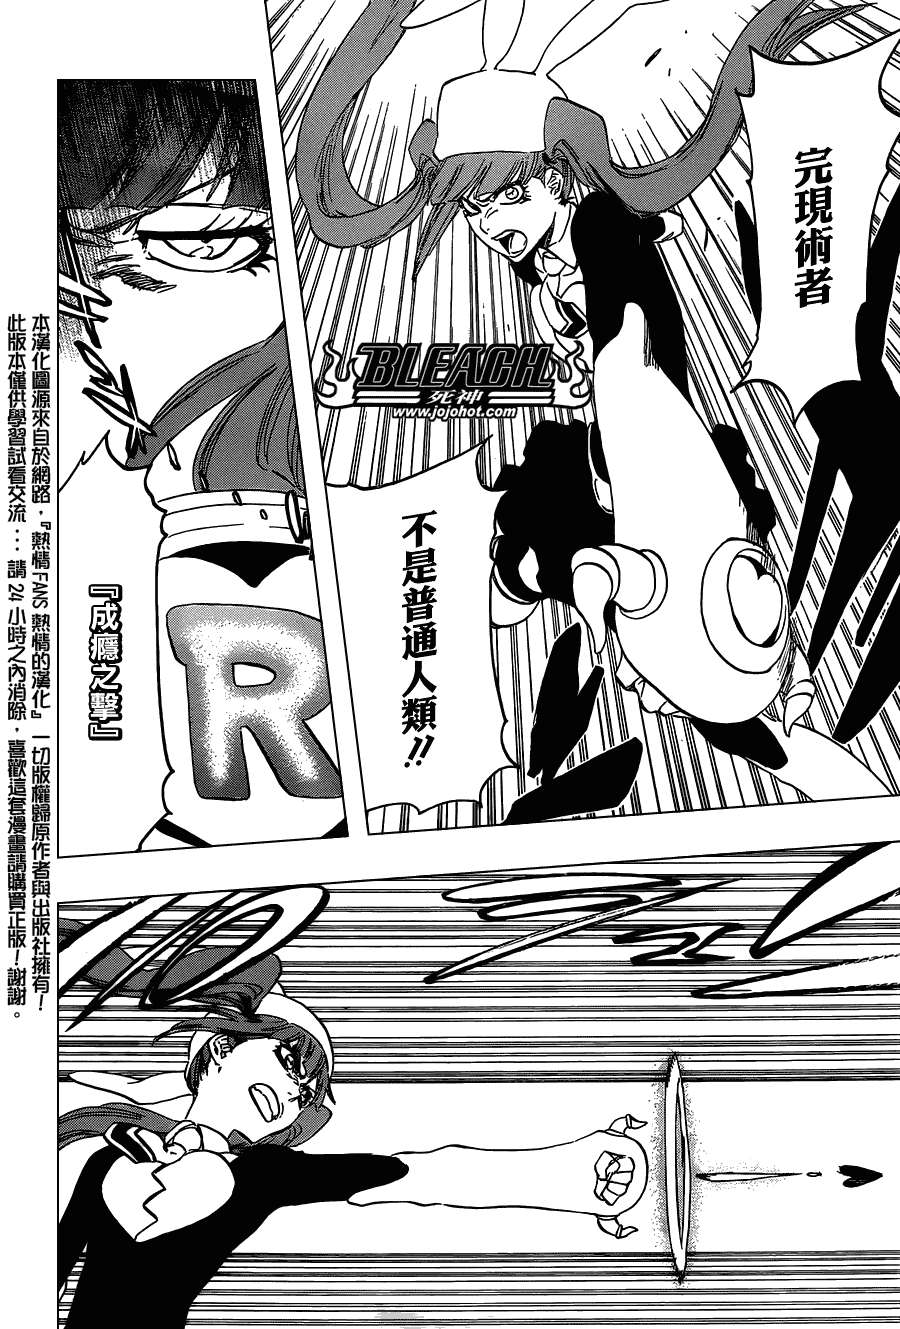 完現術者
不是普通人類!!
BLEACH
死神
www.jojohot.com
『成癮之擊』
R
本漢化圖源來自於網路，『熱情FANS熱情的漢化』一切版權歸原作者與出版社擁有！
此版本僅供學習試看交流…請24小時之內消除，喜歡這套漫畫請購買正版！謝謝。